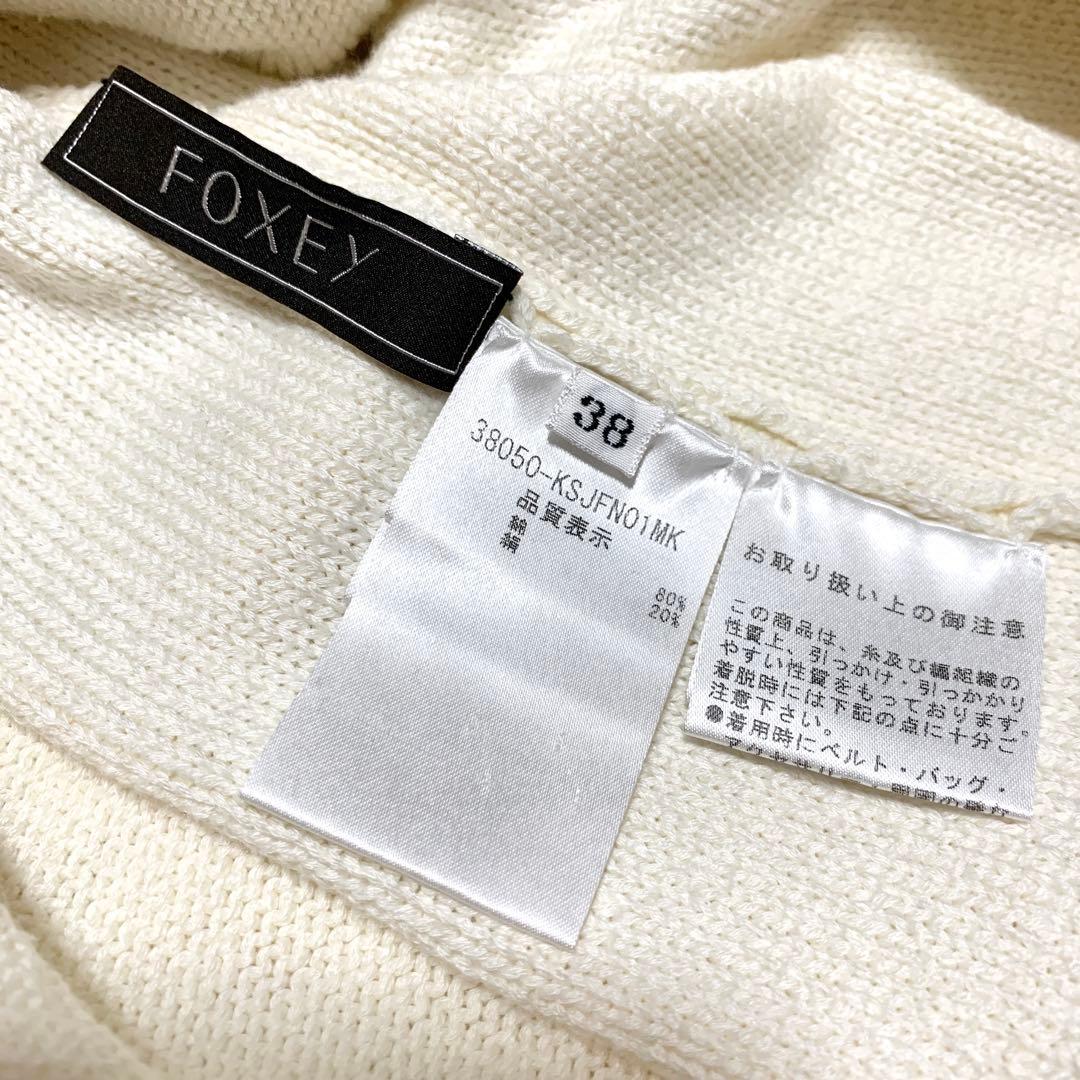 FOXEY
38
38050-KSJFN01MK
品質表示
綿 80%
絹 20%
お取り扱い上の御注意
この商品は、糸及び編組織の
性質上、引っかけ・引っかかり
やすい性質をもっております。
着脱時には下記の点に十分ご
注意下さい。
●着用時にベルト・バッグ・